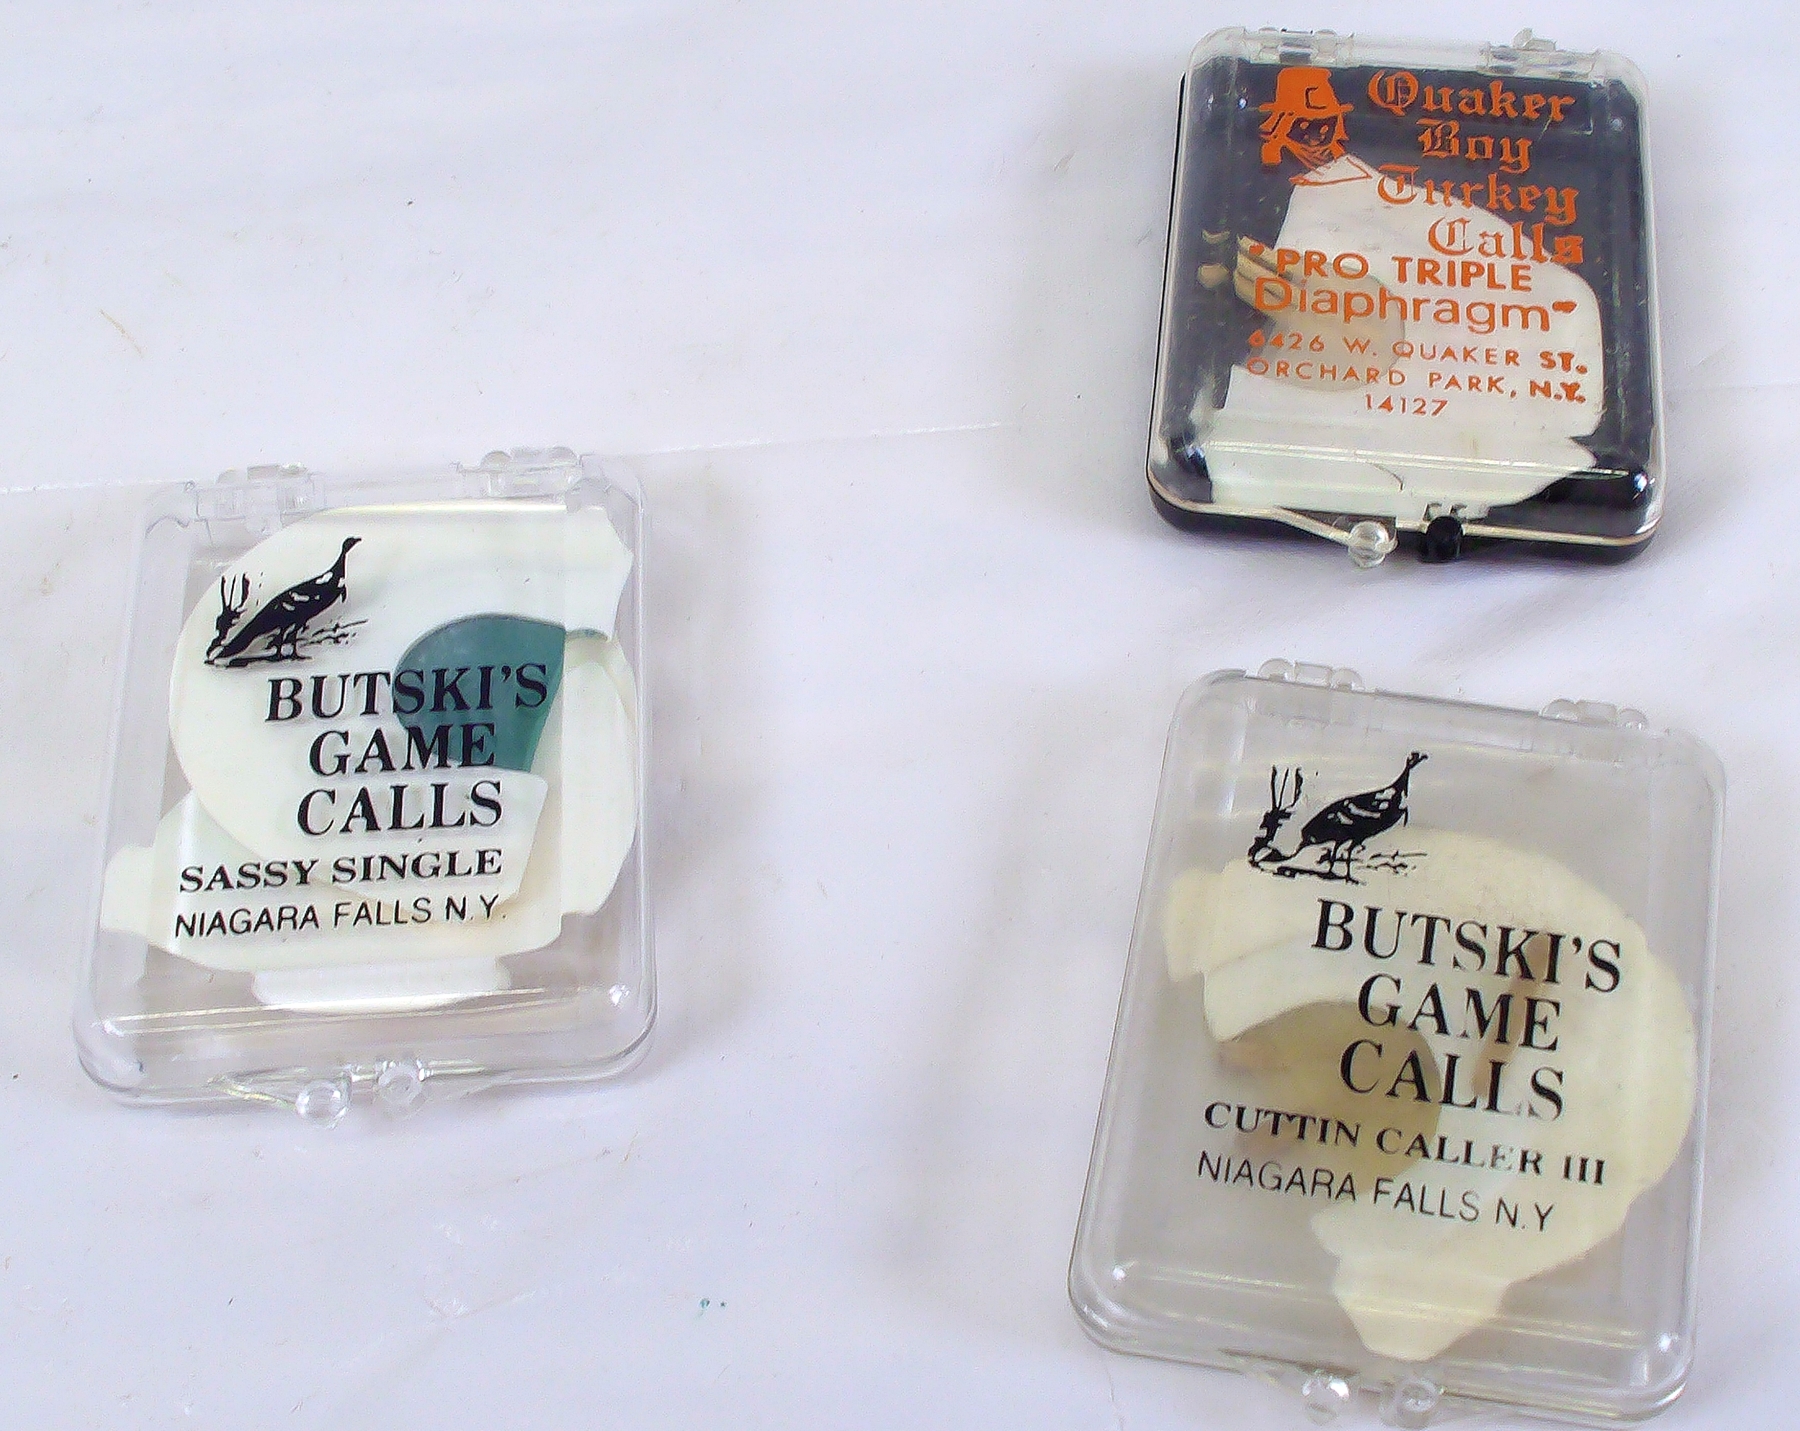 Quaker
Boy
Turkey
Calls
"PRO TRIPLE
Diaphragm"
6426 W. QUAKER ST.
ORCHARD PARK, N.Y.
14127
BUTSKI'S
GAME
CALLS
SASSY SINGLE
NIAGARA FALLS N.Y.
BUTSKI'S
GAME
CALLS
CUTTIN CALLER III
NIAGARA FALLS N.Y